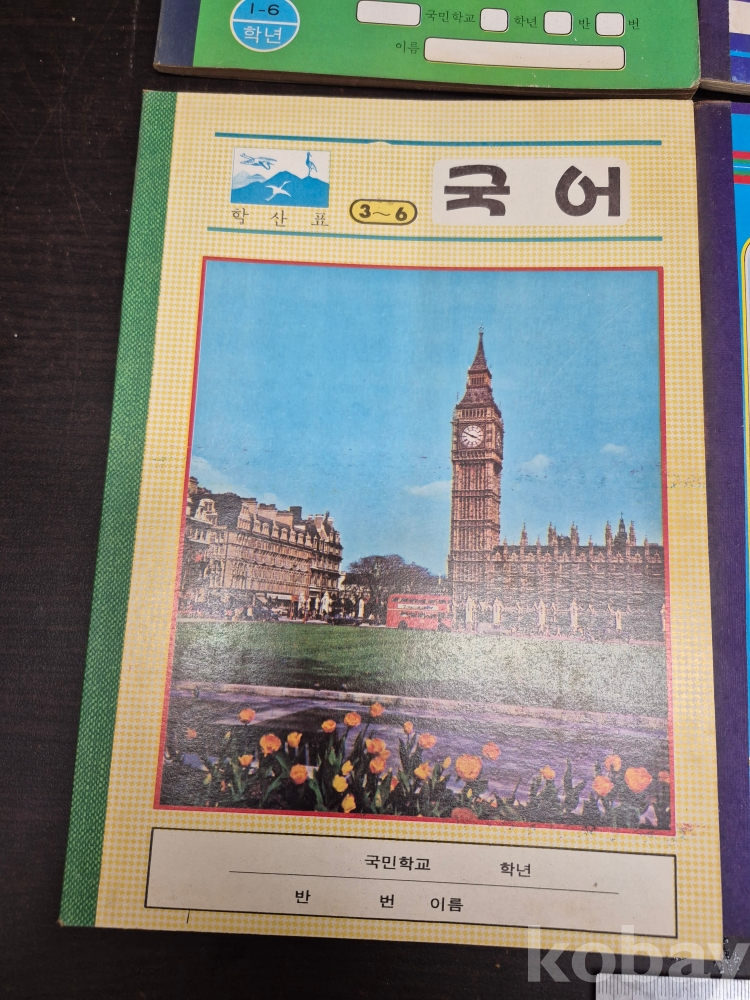 1-6
학년
국민학교 학년 반 번
이름
학산표 3~6 국어
국민학교 학년
반 번 이름
kobay